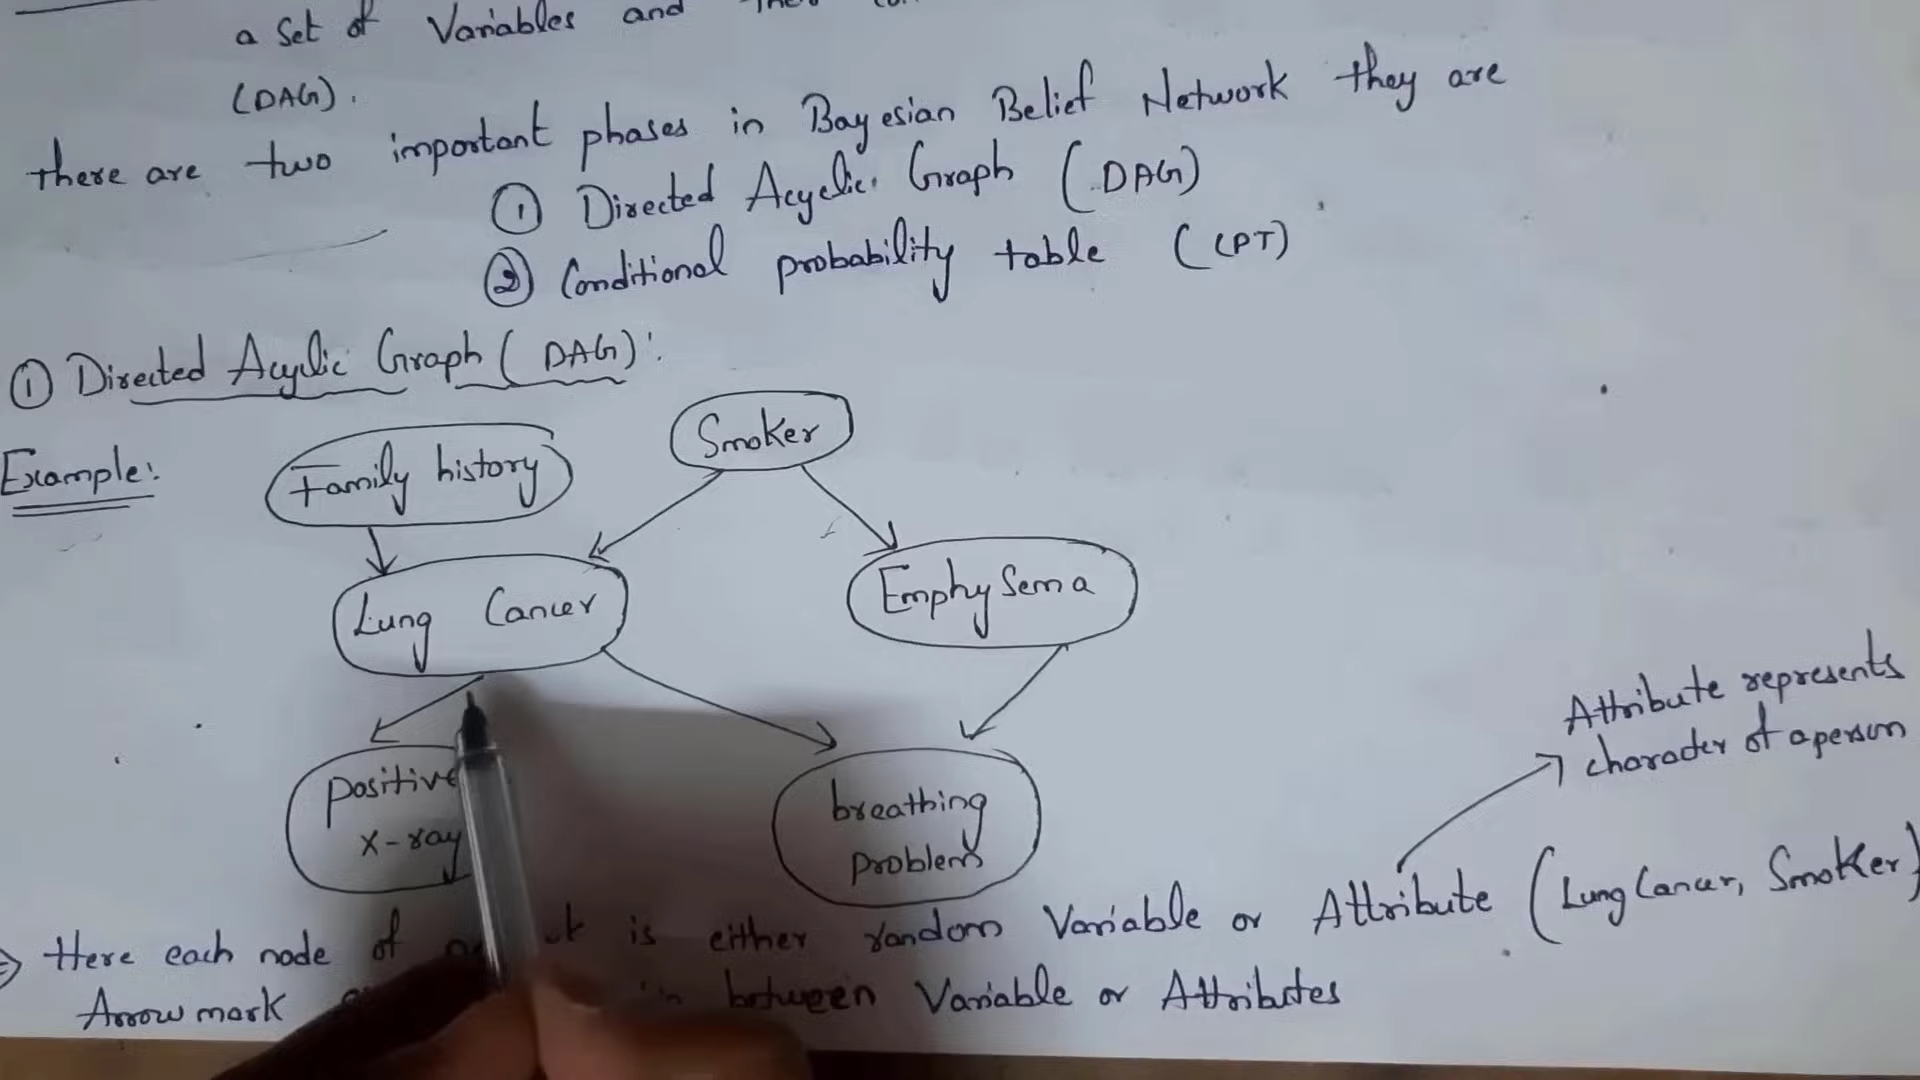 a Set of Variables and
(DAG).
there are two important phases in Bayesian Belief Network they are
① Directed Acyclic Graph (DAG)
② Conditional probability table (CPT)
① Directed Acyclic Graph (DAG):
Example:
Family history
Smoker
Lung Cancer
Emphysema
positive
x-ray
breathing
problem
Attribute represents
character of a person
Here each node of is either random Variable or Attribute (Lung Cancer, Smoker)
Arrow mark in between Variable or Attributes